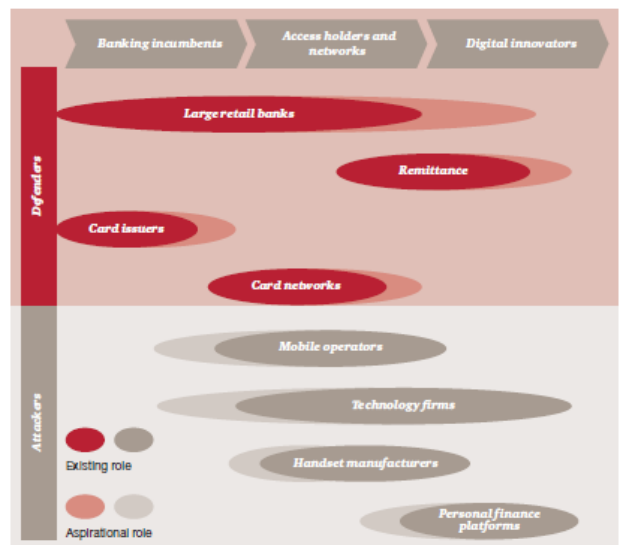 Banking incumbents
Access holders and
networks
Digital innovators
Defenders
Large retail banks
Remittance
Card issuers
Card networks
Attackers
Mobile operators
Technology firms
Handset manufacturers
Personal finance
platforms
Existing role
Aspirational role